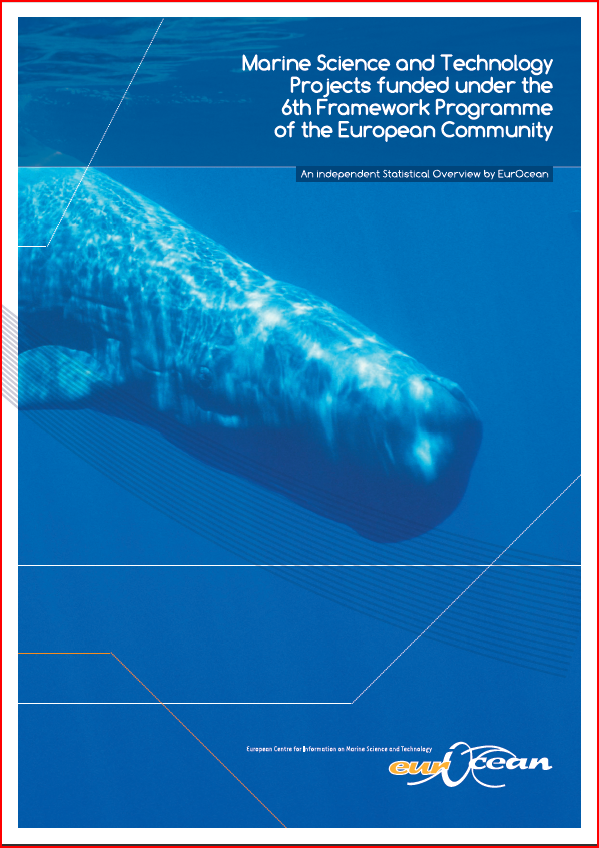 Marine Science and Technology
Projects funded under the
6th Framework Programme
of the European Community
An independent Statistical Overview by EurOcean
European Centre for Information on Marine Science and Technology
eurOcean